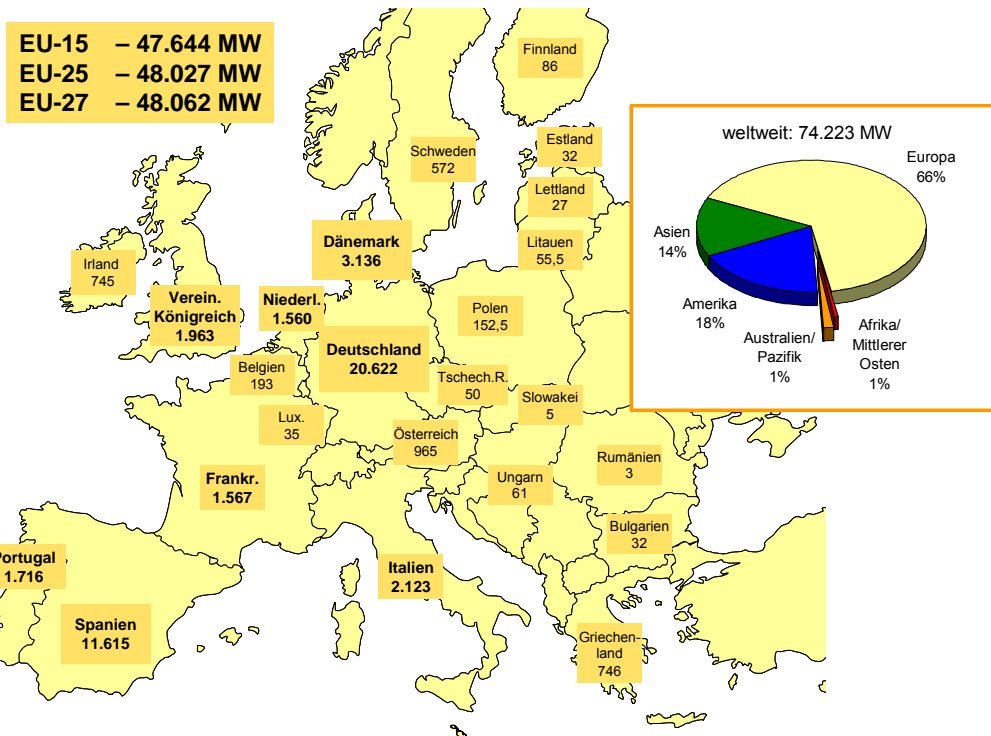 EU-15 – 47.644 MW
EU-25 – 48.027 MW
EU-27 – 48.062 MW
Finnland
86
weltweit: 74.223 MW
Europa
66%
Asien
14%
Amerika
18%
Australien/
Pazifik
1%
Afrika/
Mittlerer
Osten
1%
Estland
32
Schweden
572
Lettland
27
Dänemark
3.136
Litauen
55,5
Irland
745
Verein.
Königreich
1.963
Niederl.
1.560
Polen
152,5
Deutschland
20.622
Belgien
193
Tschech.R.
50
Slowakei
5
Lux.
35
Österreich
965
Rumänien
3
Frankr.
1.567
Ungarn
61
Bulgarien
32
Portugal
1.716
Italien
2.123
Spanien
11.615
Griechen-
land
746